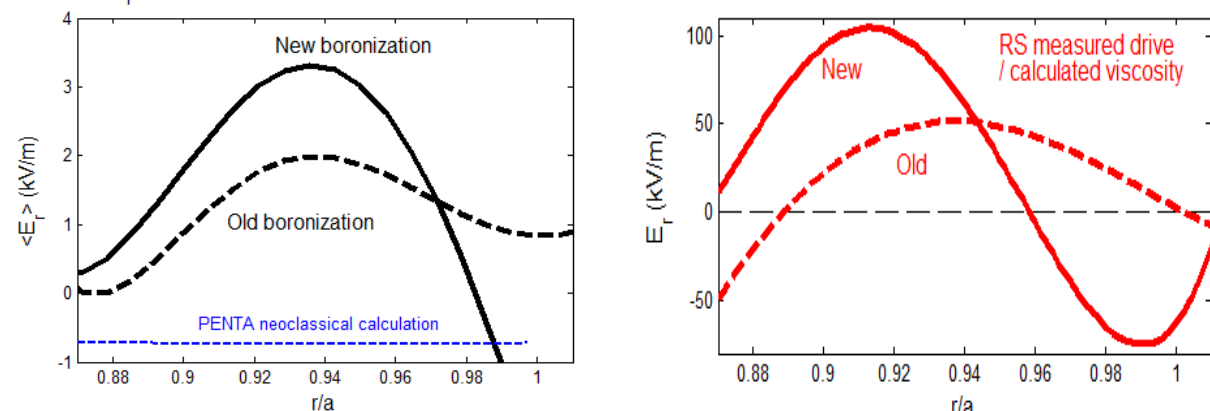 4
3
2
1
0
-1
<E_r> (kV/m)
New boronization
Old boronization
PENTA neoclassical calculation
0.88 0.9 0.92 0.94 0.96 0.98 1
r/a
100
50
0
-50
E_r (kV/m)
RS measured drive
/ calculated viscosity
New
Old
0.88 0.9 0.92 0.94 0.96 0.98 1
r/a